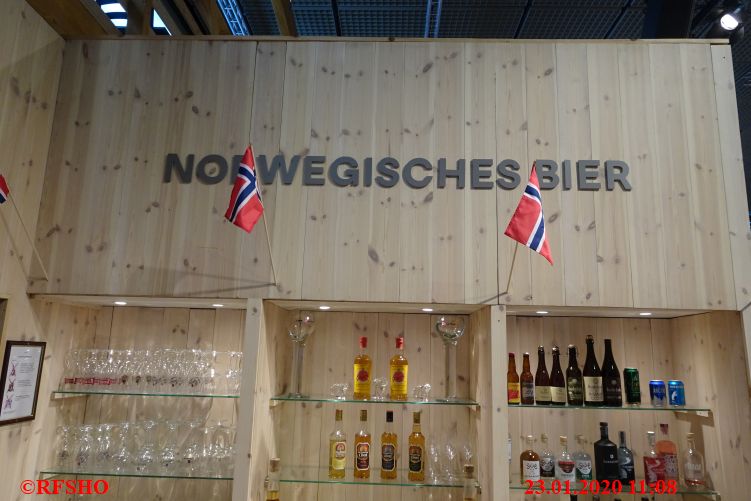 NORWEGISCHES BIER
©RFSHO
23.01.2020 11:08